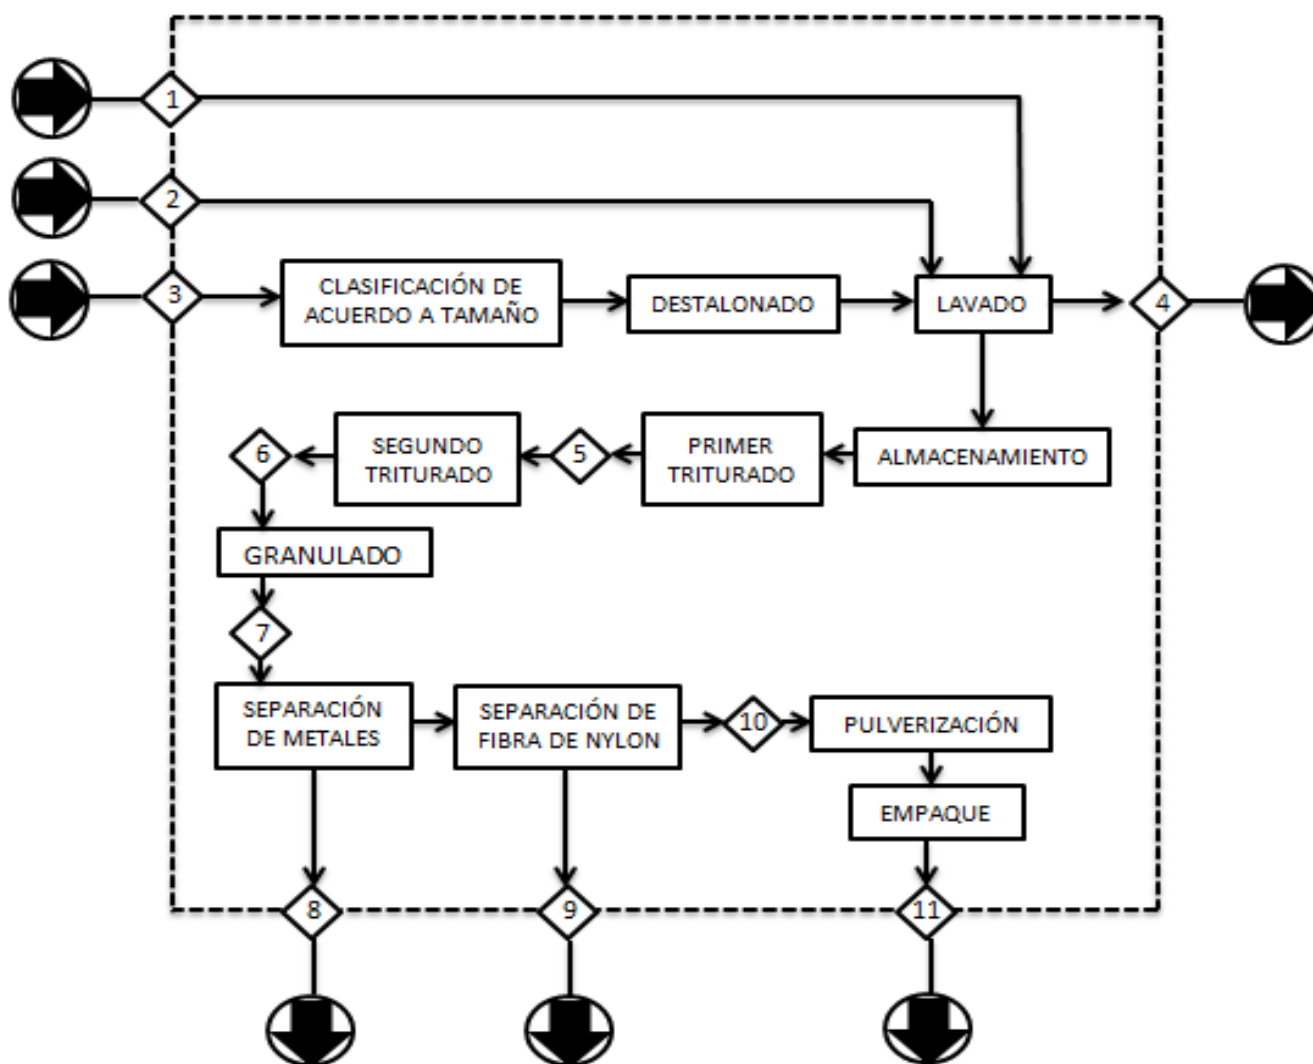 1
2
3
CLASIFICACIÓN DE
ACUERDO A TAMAÑO
DESTALONADO
LAVADO
4
6
SEGUNDO
TRITURADO
5
PRIMER
TRITURADO
ALMACENAMIENTO
GRANULADO
7
SEPARACIÓN
DE METALES
SEPARACIÓN DE
FIBRA DE NYLON
10
PULVERIZACIÓN
EMPAQUE
8
9
11